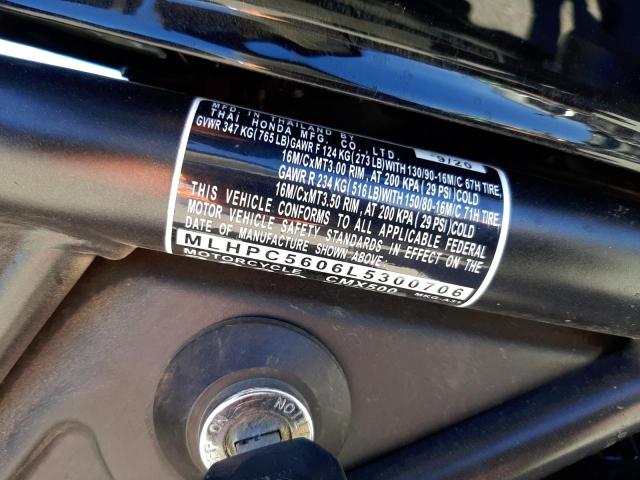 MFD IN THAILAND BY 9/20
THAI HONDA MFG. CO., LTD.
GVWR 347 KG( 765 LB) GAWR F 124 KG( 273 LB)WITH 130/90-16M/C 67H TIRE,
16M/CxMT3.00 RIM, AT 200 KPA ( 29 PSI)COLD
GAWR R 234 KG( 516 LB)WITH 150/80-16M/C 71H TIRE,
16M/CxMT3.50 RIM, AT 200 KPA ( 29 PSI)COLD
THIS VEHICLE CONFORMS TO ALL APPLICABLE FEDERAL
MOTOR VEHICLE SAFETY STANDARDS IN EFFECT ON THE
DATE OF MANUFACTURE SHOWN ABOVE.
MLHPC5606L5300706
MOTORCYCLE CMX500 MKG-A11
ON